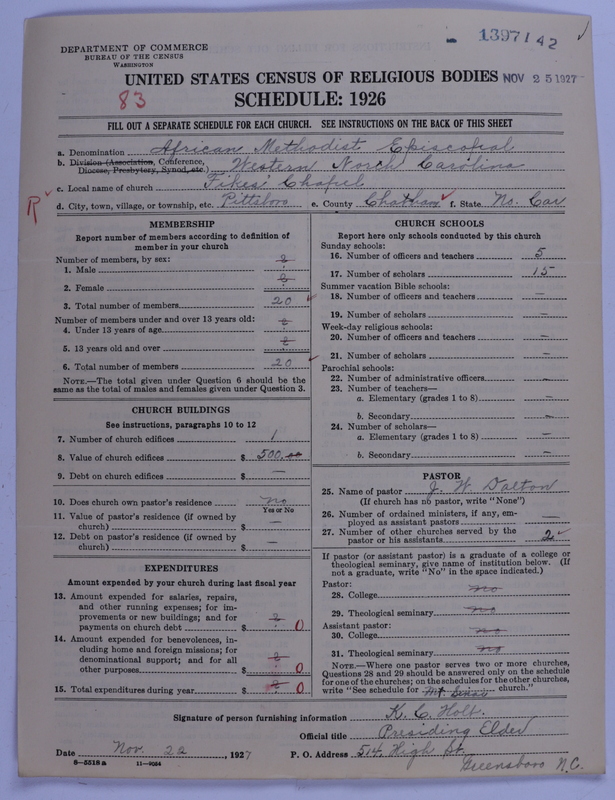 DEPARTMENT OF COMMERCE
BUREAU OF THE CENSUS
WASHINGTON
13971 42
UNITED STATES CENSUS OF RELIGIOUS BODIES
NOV 25 1927
83
SCHEDULE: 1926
FILL OUT A SEPARATE SCHEDULE FOR EACH CHURCH. SEE INSTRUCTIONS ON THE BACK OF THIS SHEET
a. Denomination African Methodist Episcopal
b. Division (Association, Conference, Diocese, Presbytery, Synod, etc.) Western North Carolina
c. Local name of church Fikes' Chapel
R
d. City, town, village, or township, etc. Pittsboro e. County Chatham f. State No. Car
MEMBERSHIP
Report number of members according to definition of
member in your church
Number of members, by sex:
1. Male ?
2. Female ?
3. Total number of members 20
Number of members under and over 13 years old:
4. Under 13 years of age ?
5. 13 years old and over ?
6. Total number of members 20
NOTE.—The total given under Question 6 should be the
same as the total of males and females given under Question 3.
CHURCH BUILDINGS
See instructions, paragraphs 10 to 12
7. Number of church edifices 1
8. Value of church edifices $ 500.00
9. Debt on church edifices $ —
10. Does church own pastor's residence no
Yes or No
11. Value of pastor's residence (if owned by
church) $ —
12. Debt on pastor's residence (if owned by
church) $ —
EXPENDITURES
Amount expended by your church during last fiscal year
13. Amount expended for salaries, repairs,
and other running expenses; for im-
provements or new buildings; and for
payments on church debt $ ? 0
14. Amount expended for benevolences, in-
cluding home and foreign missions; for
denominational support; and for all
other purposes $ ? 0
15. Total expenditures during year $ ? 0
CHURCH SCHOOLS
Report here only schools conducted by this church
Sunday schools:
16. Number of officers and teachers 5
17. Number of scholars 15
Summer vacation Bible schools:
18. Number of officers and teachers —
19. Number of scholars —
Week-day religious schools:
20. Number of officers and teachers —
21. Number of scholars —
Parochial schools:
22. Number of administrative officers —
23. Number of teachers—
a. Elementary (grades 1 to 8) —
b. Secondary —
24. Number of scholars—
a. Elementary (grades 1 to 8) —
b. Secondary —
PASTOR
25. Name of pastor J. W. Dalton
(If church has no pastor, write "None")
26. Number of ordained ministers, if any, em-
ployed as assistant pastors —
27. Number of other churches served by the
pastor or his assistants 2
If pastor (or assistant pastor) is a graduate of a college or
theological seminary, give name of institution below. (If
not a graduate, write "No" in the space indicated.)
Pastor:
28. College no
29. Theological seminary no
Assistant pastor:
30. College no
31. Theological seminary no
NOTE.—Where one pastor serves two or more churches,
Questions 28 and 29 should be answered only on the schedule
for one of the churches; on the schedules for the other churches,
write "See schedule for Mt. Sinai church."
Signature of person furnishing information K. C. Holt
Official title Presiding Elder
Date Nov. 22, 1927 P. O. Address 514 High St.
Greensboro N.C.
8—5518a 11—9054